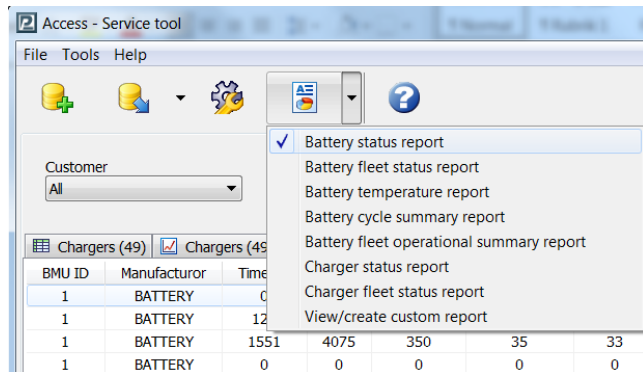 Access - Service tool
File Tools Help
Customer
All
Battery status report
Battery fleet status report
Battery temperature report
Battery cycle summary report
Battery fleet operational summary report
Charger status report
Charger fleet status report
View/create custom report
Chargers (49) Chargers (49
BMU ID Manufacturor Time
1 BATTERY 0
1 BATTERY 12
1 BATTERY 1551 4075 350 35 33
1 BATTERY 0 0 0 0 0